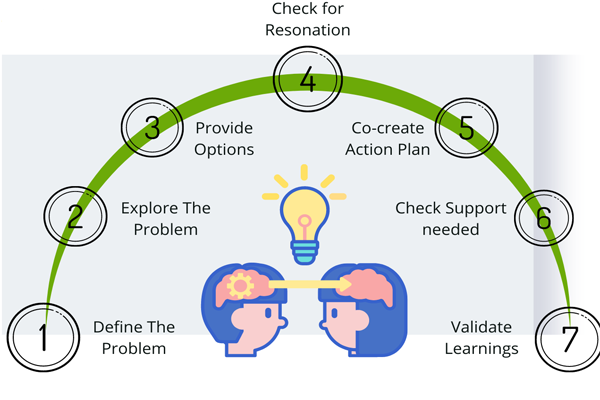 Check for
Resonation
4
3
Provide
Options
Co-create
Action Plan
5
2
Explore The
Problem
Check Support
needed
6
1
Define The
Problem
Validate
Learnings
7